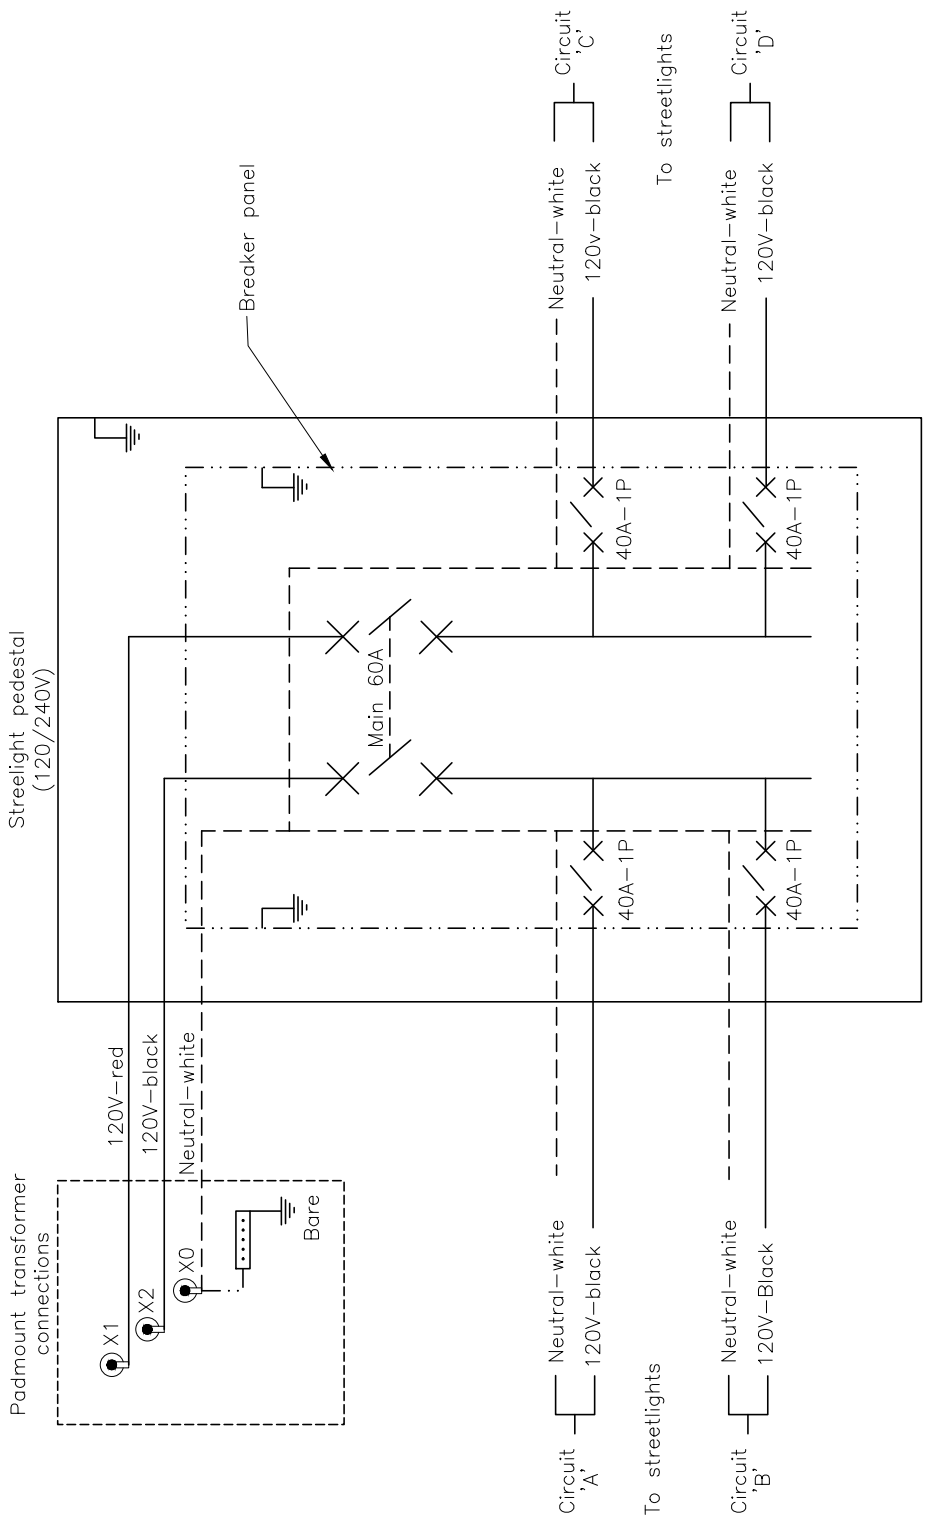 Padmount transformer
connections
X1
X2
X0
Bare
120V-red
120V-black
Neutral-white
Streelight pedestal
(120/240V)
Breaker panel
Main 60A
40A-1P
40A-1P
40A-1P
40A-1P
Circuit
'A'
Neutral-white
120V-black
To streetlights
Circuit
'B'
Neutral-white
120V-Black
Neutral-white
120v-black
Circuit
'C'
To streetlights
Neutral-white
120V-black
Circuit
'D'